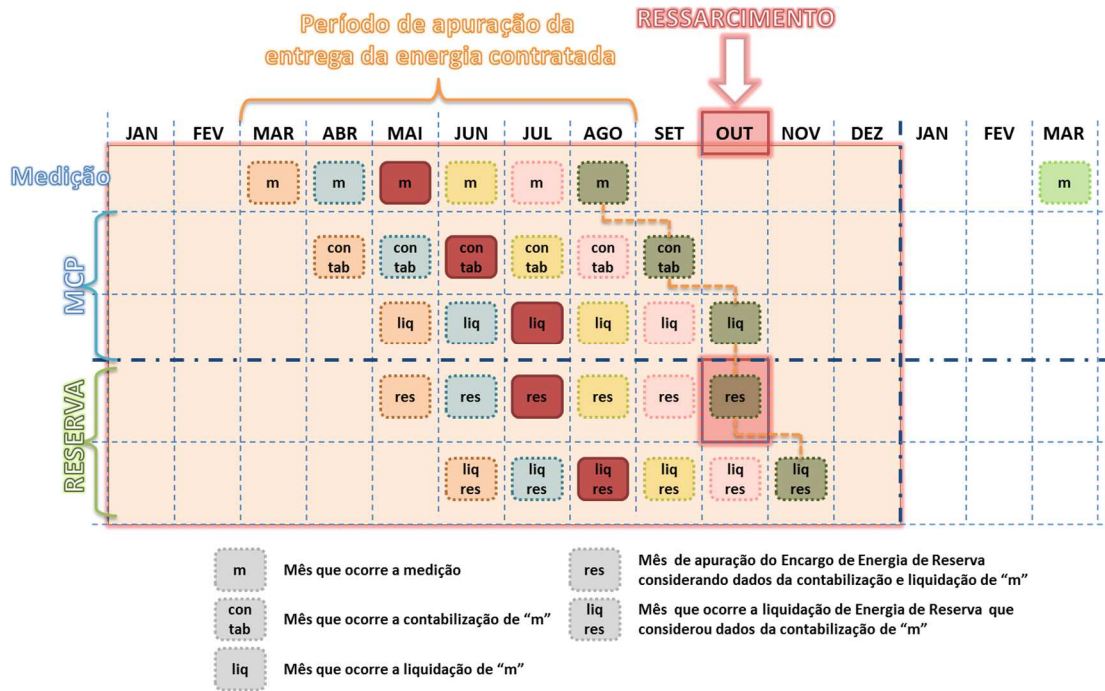 RESSARCIMENTO
Período de apuração da
entrega da energia contratada
JAN FEV MAR ABR MAI JUN JUL AGO SET OUT NOV DEZ JAN FEV MAR
Medição
m m m m m m m
MCP
con con con con con con
tab tab tab tab tab tab
liq liq liq liq liq liq
RESERVA
res res res res res res
liq liq liq liq liq liq
res res res res res res
m Mês que ocorre a medição
con
tab Mês que ocorre a contabilização de “m”
liq Mês que ocorre a liquidação de “m”
res Mês de apuração do Encargo de Energia de Reserva
considerando dados da contabilização e liquidação de “m”
liq Mês que ocorre a liquidação de Energia de Reserva que
res considerou dados da contabilização de “m”